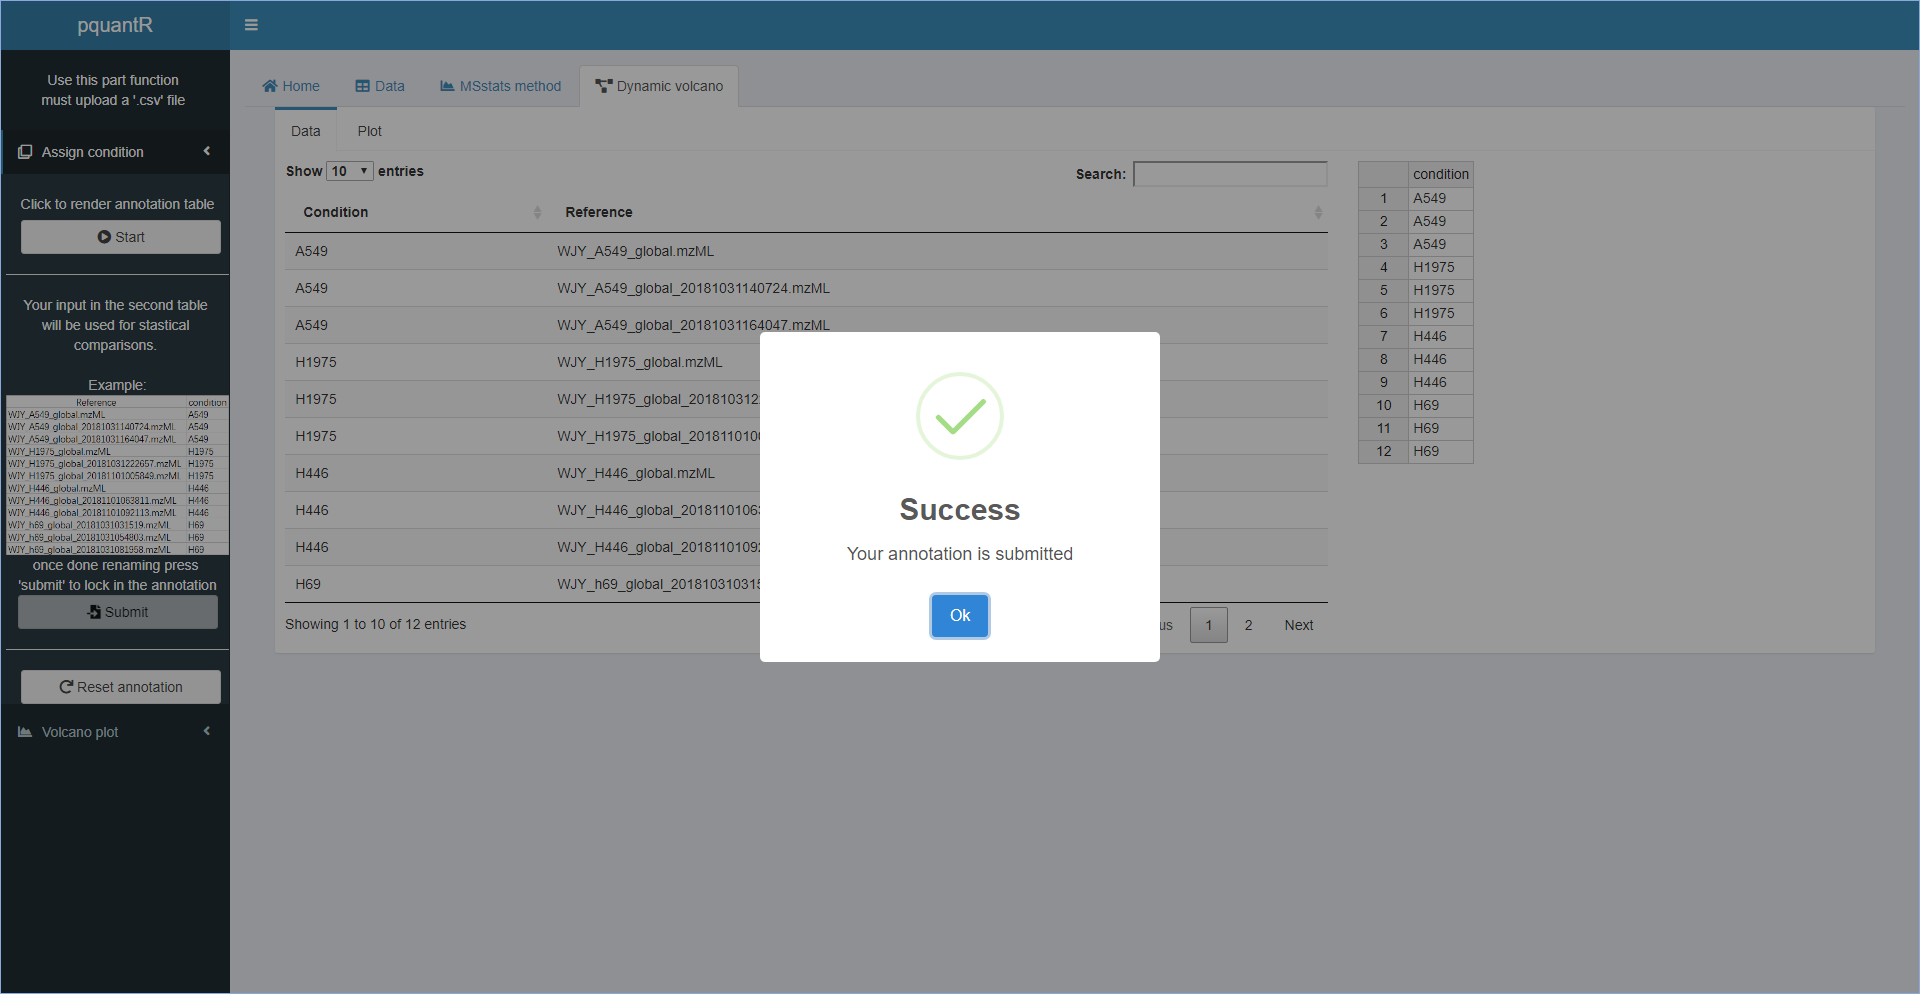 pquantR
Use this part function
must upload a '.csv' file
Assign condition
Click to render annotation table
Start
Your input in the second table
will be used for stastical
comparisons.
Example:
Reference condition
WJY_A549_global.mzML A549
WJY_A549_global_20181031140724.mzML A549
WJY_A549_global_20181031164047.mzML A549
WJY_H1975_global.mzML H1975
WJY_H1975_global_20181031222657.mzML H1975
WJY_H1975_global_20181101005849.mzML H1975
WJY_H446_global.mzML H446
WJY_H446_global_20181101063811.mzML H446
WJY_H446_global_20181101092113.mzML H446
WJY_h69_global_20181031031519.mzML H69
WJY_h69_global_20181031054803.mzML H69
WJY_h69_global_20181031081958.mzML H69
once done renaming press
'submit' to lock in the annotation
Submit
Reset annotation
Volcano plot
Home Data MSstats method Dynamic volcano
Data Plot
Show 10 entries Search:
Condition Reference
A549 WJY_A549_global.mzML
A549 WJY_A549_global_20181031140724.mzML
A549 WJY_A549_global_20181031164047.mzML
H1975 WJY_H1975_global.mzML
H1975 WJY_H1975_global_201810312
H1975 WJY_H1975_global_201811010
H446 WJY_H446_global.mzML
H446 WJY_H446_global_2018110106
H446 WJY_H446_global_2018110109
H69 WJY_h69_global_2018103103
Showing 1 to 10 of 12 entries
us 1 2 Next
condition
1 A549
2 A549
3 A549
4 H1975
5 H1975
6 H1975
7 H446
8 H446
9 H446
10 H69
11 H69
12 H69
Success
Your annotation is submitted
Ok